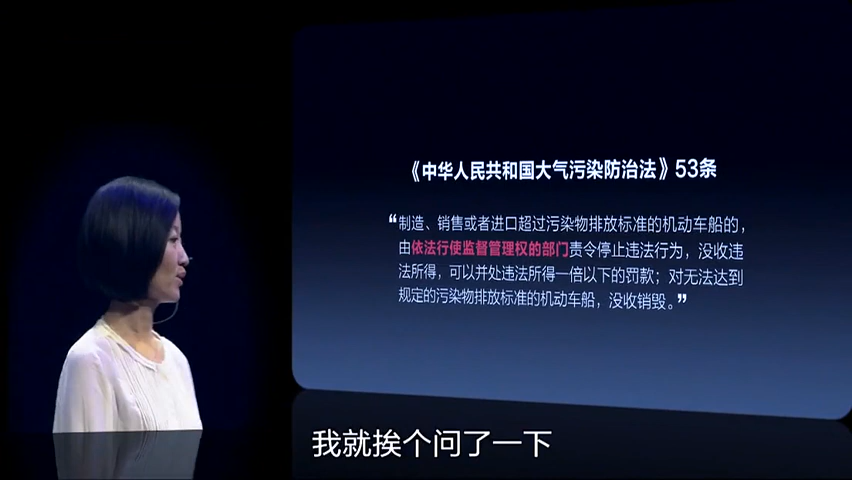 《中华人民共和国大气污染防治法》53条
“制造、销售或者进口超过污染物排放标准的机动车船的，
由依法行使监督管理权的部门责令停止违法行为，没收违
法所得，可以并处违法所得一倍以下的罚款；对无法达到
规定的污染物排放标准的机动车船，没收销毁。”
我就挨个问了一下